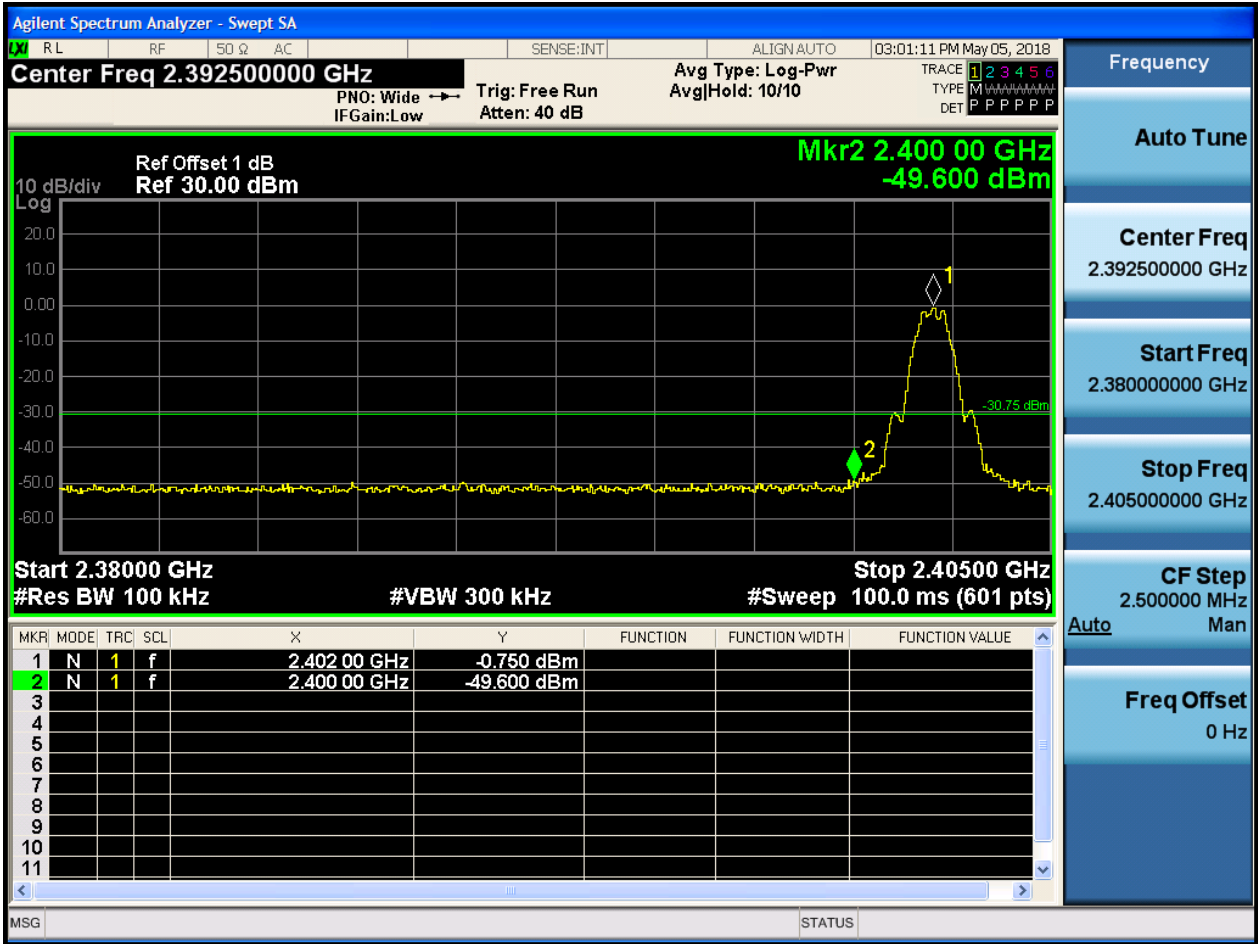 Agilent Spectrum Analyzer - Swept SA
LXI RL RF 50 Ω AC SENSE:INT ALIGN AUTO 03:01:11 PM May 05, 2018
Center Freq 2.392500000 GHz
PNO: Wide
IFGain:Low
Trig: Free Run
Atten: 40 dB
Avg Type: Log-Pwr
Avg|Hold: 10/10
TRACE 1 2 3 4 5 6
TYPE M WWWWW
DET P P P P P P
Ref Offset 1 dB
Ref 30.00 dBm
10 dB/div
Log
Mkr2 2.400 00 GHz
-49.600 dBm
20.0
10.0
0.00
-10.0
-20.0
-30.0
-40.0
-50.0
-60.0
1
-30.75 dBm
2
Start 2.38000 GHz
Stop 2.40500 GHz
#Res BW 100 kHz
#VBW 300 kHz
#Sweep 100.0 ms (601 pts)
MKR MODE TRC SCL X Y FUNCTION FUNCTION WIDTH FUNCTION VALUE
1 N 1 f 2.402 00 GHz -0.750 dBm
2 N 1 f 2.400 00 GHz -49.600 dBm
3
4
5
6
7
8
9
10
11
MSG
STATUS
Frequency
Auto Tune
Center Freq
2.392500000 GHz
Start Freq
2.380000000 GHz
Stop Freq
2.405000000 GHz
CF Step
2.500000 MHz
Auto Man
Freq Offset
0 Hz